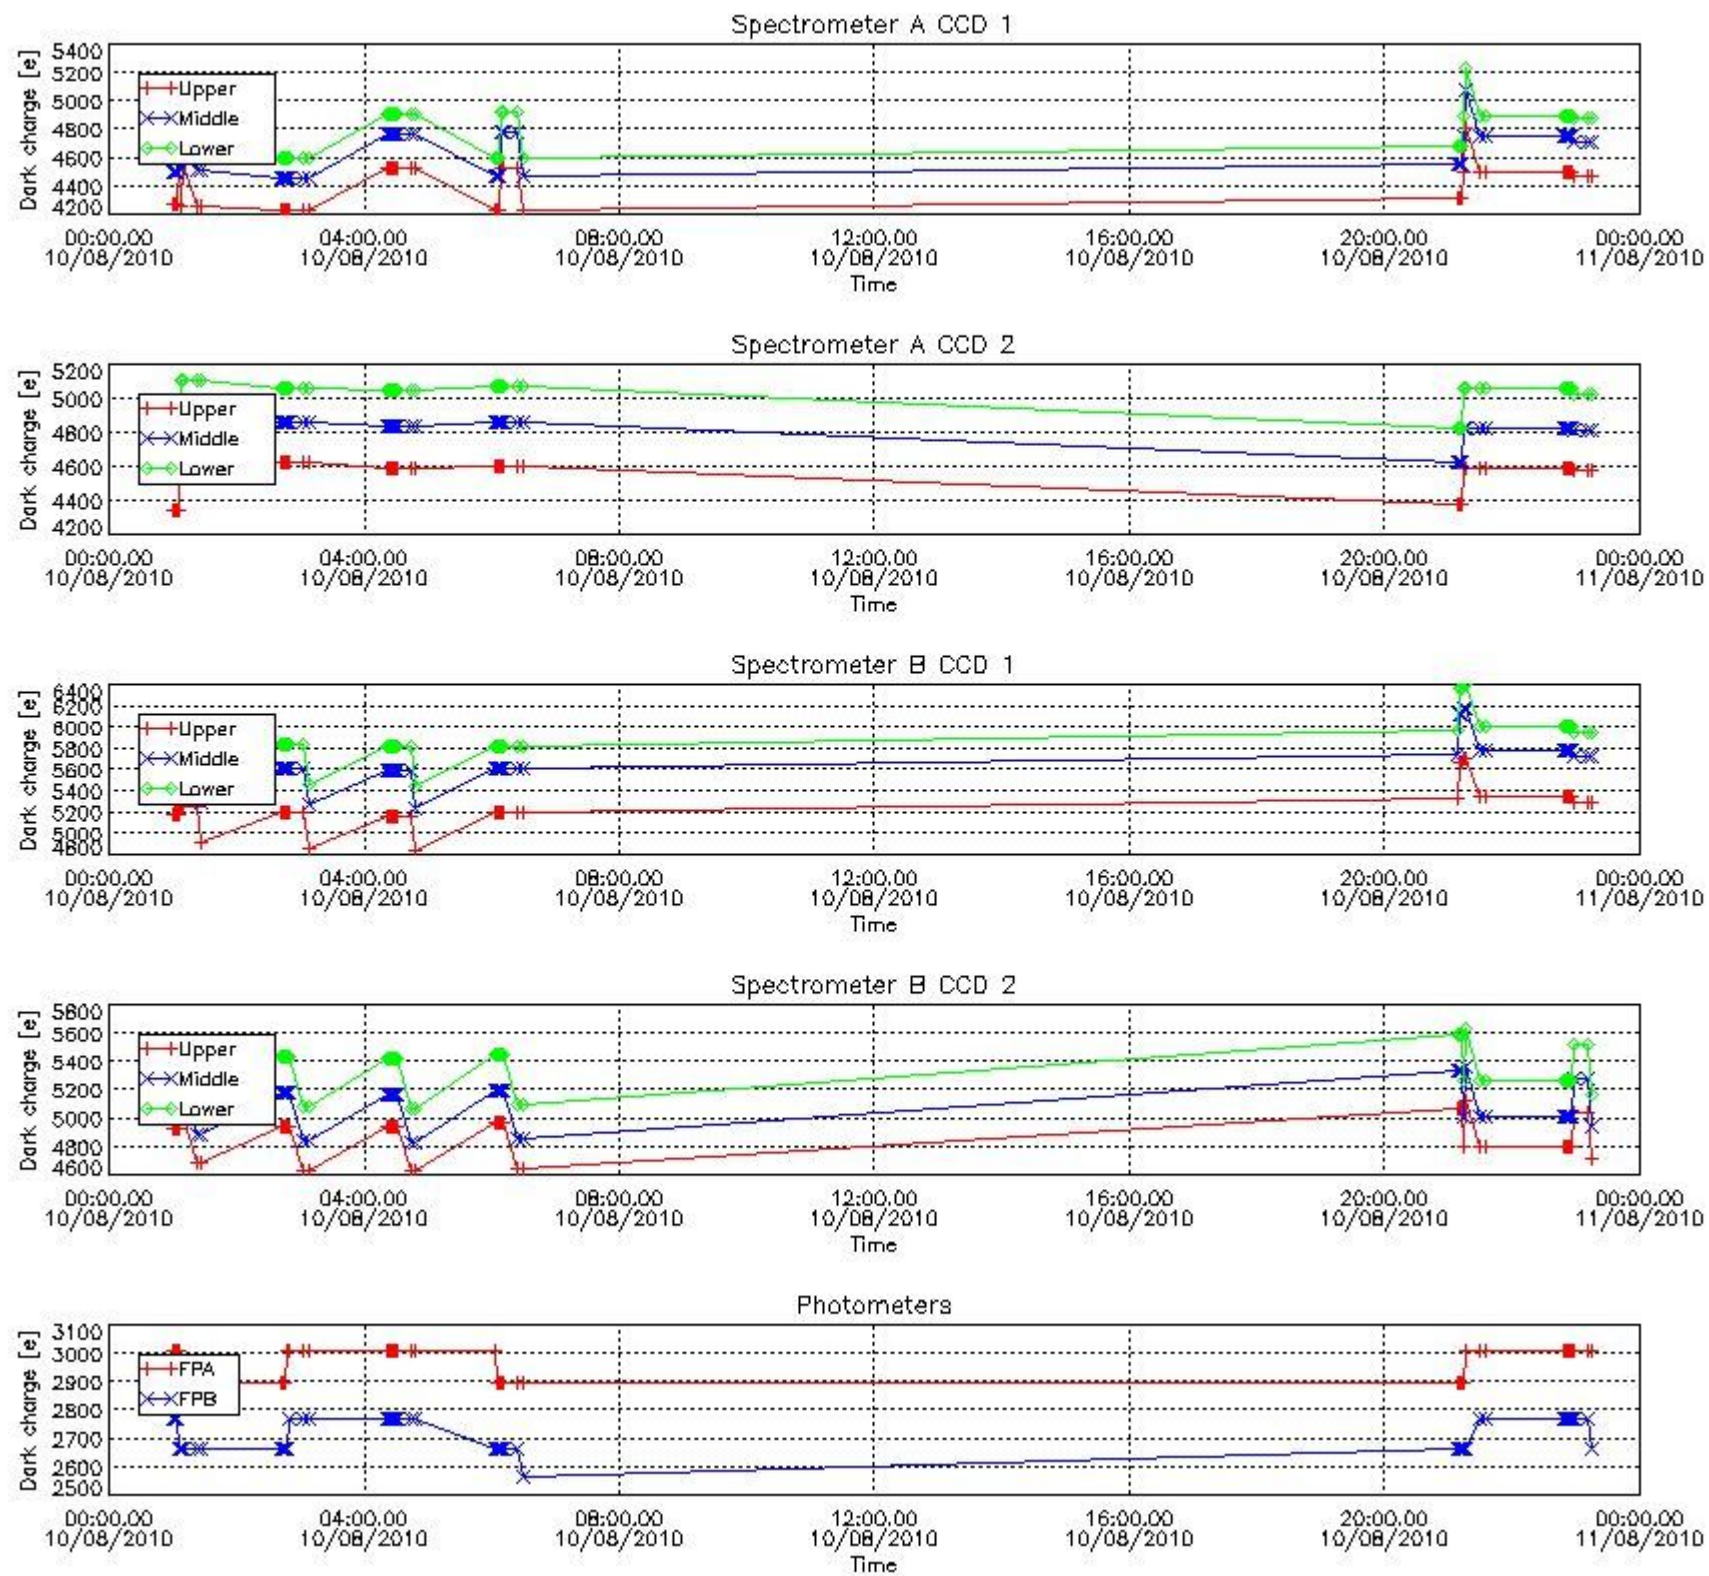 Spectrometer A CCD 1
Dark charge [e]
5400
5200
5000
4800
4600
4400
4200
Upper
Middle
Lower
00:00.00 04:00.00 08:00.00 12:00.00 16:00.00 20:00.00 00:00.00
10/08/2010 10/08/2010 10/08/2010 10/08/2010 10/08/2010 10/08/2010 11/08/2010
Time
Spectrometer A CCD 2
Dark charge [e]
5200
5000
4800
4600
4400
4200
Upper
Middle
Lower
00:00.00 04:00.00 08:00.00 12:00.00 16:00.00 20:00.00 00:00.00
10/08/2010 10/08/2010 10/08/2010 10/08/2010 10/08/2010 10/08/2010 11/08/2010
Time
Spectrometer B CCD 1
Dark charge [e]
6400
6200
6000
5800
5600
5400
5200
5000
4800
Upper
Middle
Lower
00:00.00 04:00.00 08:00.00 12:00.00 16:00.00 20:00.00 00:00.00
10/08/2010 10/08/2010 10/08/2010 10/08/2010 10/08/2010 10/08/2010 11/08/2010
Time
Spectrometer B CCD 2
Dark charge [e]
5800
5600
5400
5200
5000
4800
4600
Upper
Middle
Lower
00:00.00 04:00.00 08:00.00 12:00.00 16:00.00 20:00.00 00:00.00
10/08/2010 10/08/2010 10/08/2010 10/08/2010 10/08/2010 10/08/2010 11/08/2010
Time
Photometers
Dark charge [e]
3100
3000
2900
2800
2700
2600
2500
FPA
FPB
00:00.00 04:00.00 08:00.00 12:00.00 16:00.00 20:00.00 00:00.00
10/08/2010 10/08/2010 10/08/2010 10/08/2010 10/08/2010 10/08/2010 11/08/2010
Time